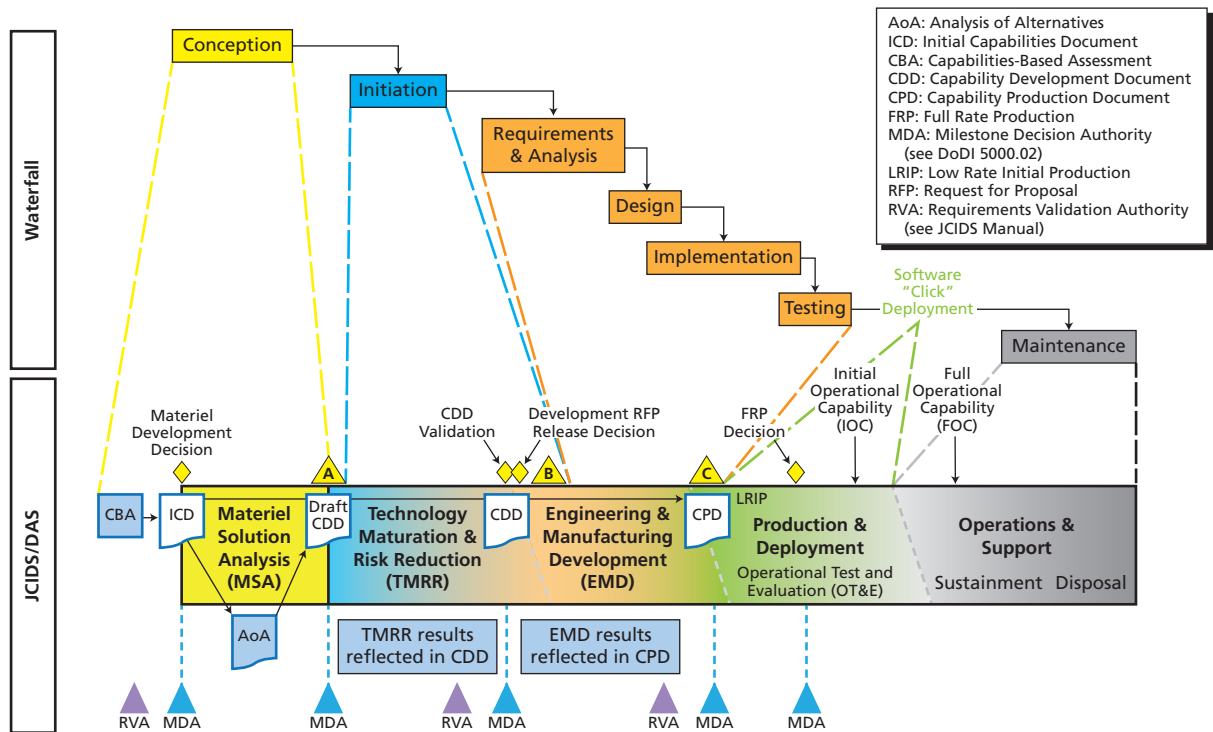 Waterfall
Conception
Initiation
Requirements
& Analysis
Design
Implementation
Testing
Software
“Click”
Deployment
Maintenance
AoA: Analysis of Alternatives
ICD: Initial Capabilities Document
CBA: Capabilities-Based Assessment
CDD: Capability Development Document
CPD: Capability Production Document
FRP: Full Rate Production
MDA: Milestone Decision Authority
(see DoDI 5000.02)
LRIP: Low Rate Initial Production
RFP: Request for Proposal
RVA: Requirements Validation Authority
(see JCIDS Manual)
JCIDS/DAS
Materiel
Development
Decision
CDD
Validation
Development RFP
Release Decision
FRP
Decision
Initial
Operational
Capability
(IOC)
Full
Operational
Capability
(FOC)
A
B
C
CBA
ICD
Materiel
Solution
Analysis
(MSA)
Draft
CDD
Technology
Maturation &
Risk Reduction
(TMRR)
CDD
Engineering &
Manufacturing
Development
(EMD)
CPD
LRIP
Production &
Deployment
Operational Test and
Evaluation (OT&E)
Operations &
Support
Sustainment
Disposal
AoA
TMRR results
reflected in CDD
EMD results
reflected in CPD
RVA
MDA
MDA
RVA
MDA
RVA
MDA
MDA